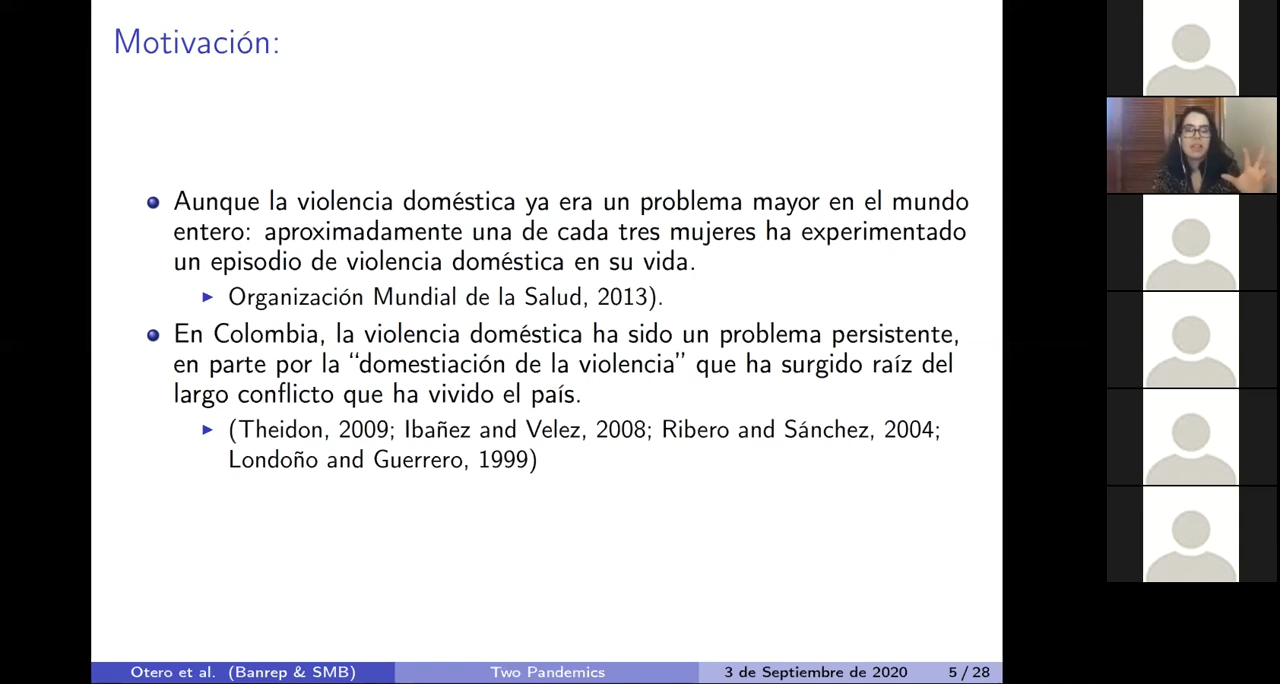 Motivación:
Aunque la violencia doméstica ya era un problema mayor en el mundo
entero: aproximadamente una de cada tres mujeres ha experimentado
un episodio de violencia doméstica en su vida.
Organización Mundial de la Salud, 2013).
En Colombia, la violencia doméstica ha sido un problema persistente,
en parte por la “domestiación de la violencia” que ha surgido raíz del
largo conflicto que ha vivido el país.
(Theidon, 2009; Ibañez and Velez, 2008; Ribero and Sánchez, 2004;
Londoño and Guerrero, 1999)
Otero et al. (Banrep & SMB) Two Pandemics 3 de Septiembre de 2020 5 / 28